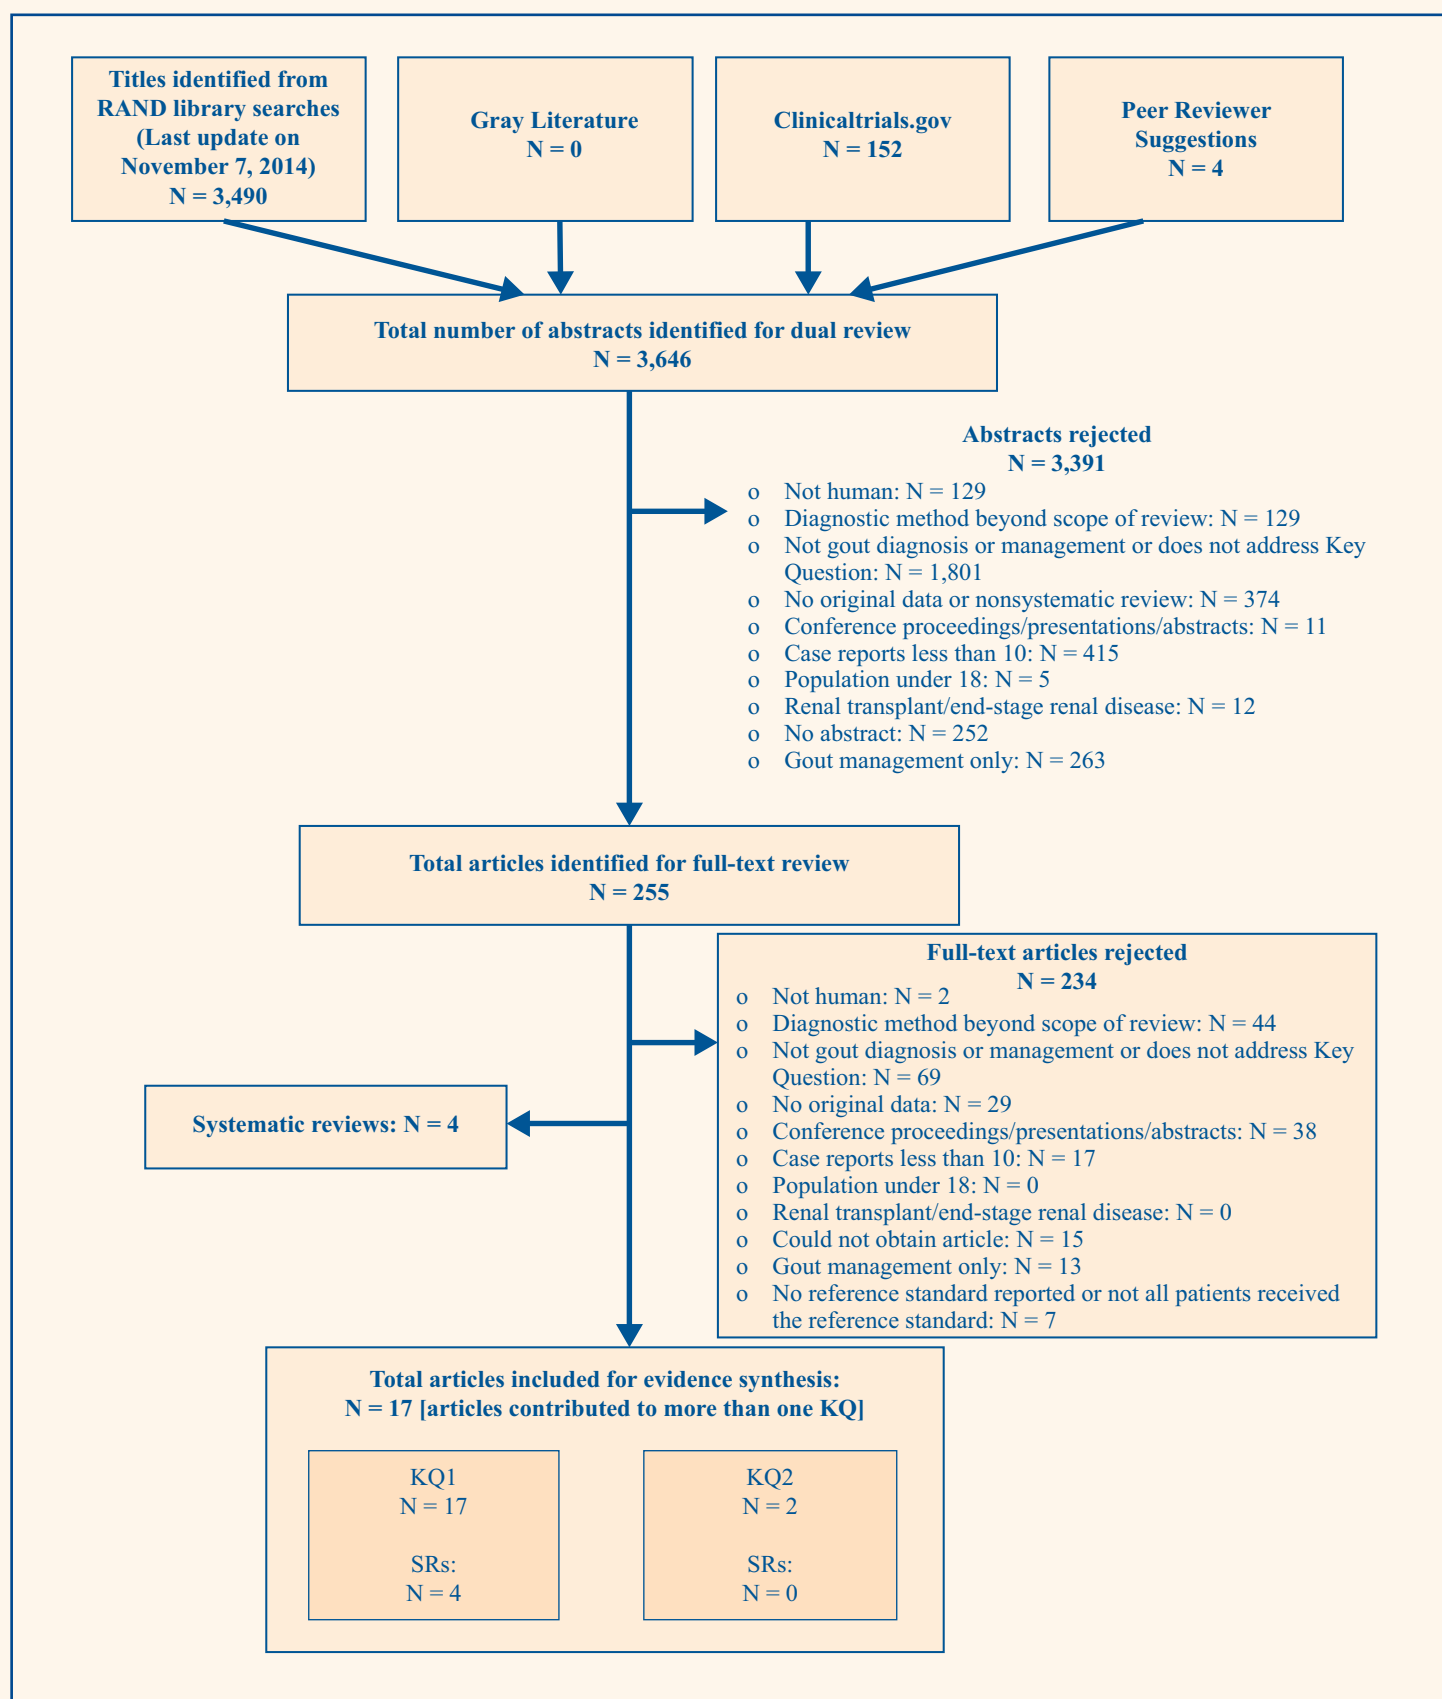 Titles identified from
RAND library searches
(Last update on
November 7, 2014)
N = 3,490
Gray Literature
N = 0
Clinicaltrials.gov
N = 152
Peer Reviewer
Suggestions
N = 4
Total number of abstracts identified for dual review
N = 3,646
Abstracts rejected
N = 3,391
o Not human: N = 129
o Diagnostic method beyond scope of review: N = 129
o Not gout diagnosis or management or does not address Key
Question: N = 1,801
o No original data or nonsystematic review: N = 374
o Conference proceedings/presentations/abstracts: N = 11
o Case reports less than 10: N = 415
o Population under 18: N = 5
o Renal transplant/end-stage renal disease: N = 12
o No abstract: N = 252
o Gout management only: N = 263
Total articles identified for full-text review
N = 255
Full-text articles rejected
N = 234
o Not human: N = 2
o Diagnostic method beyond scope of review: N = 44
o Not gout diagnosis or management or does not address Key
Question: N = 69
o No original data: N = 29
o Conference proceedings/presentations/abstracts: N = 38
o Case reports less than 10: N = 17
o Population under 18: N = 0
o Renal transplant/end-stage renal disease: N = 0
o Could not obtain article: N = 15
o Gout management only: N = 13
o No reference standard reported or not all patients received
the reference standard: N = 7
Systematic reviews: N = 4
Total articles included for evidence synthesis:
N = 17 [articles contributed to more than one KQ]
KQ1
N = 17
SRs:
N = 4
KQ2
N = 2
SRs:
N = 0